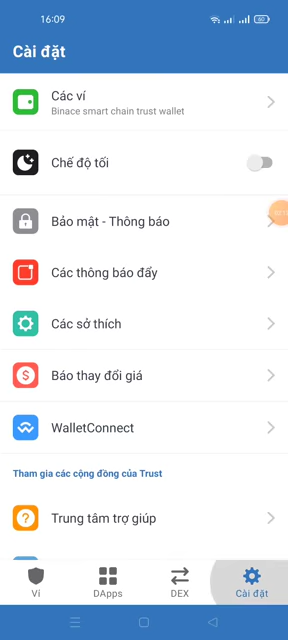 16:09
60
Cài đặt
Các ví
Binace smart chain trust wallet
Chế độ tối
Bảo mật - Thông báo
Các thông báo đẩy
Các sở thích
Báo thay đổi giá
WalletConnect
Tham gia các cộng đồng của Trust
Trung tâm trợ giúp
Ví DApps DEX Cài đặt